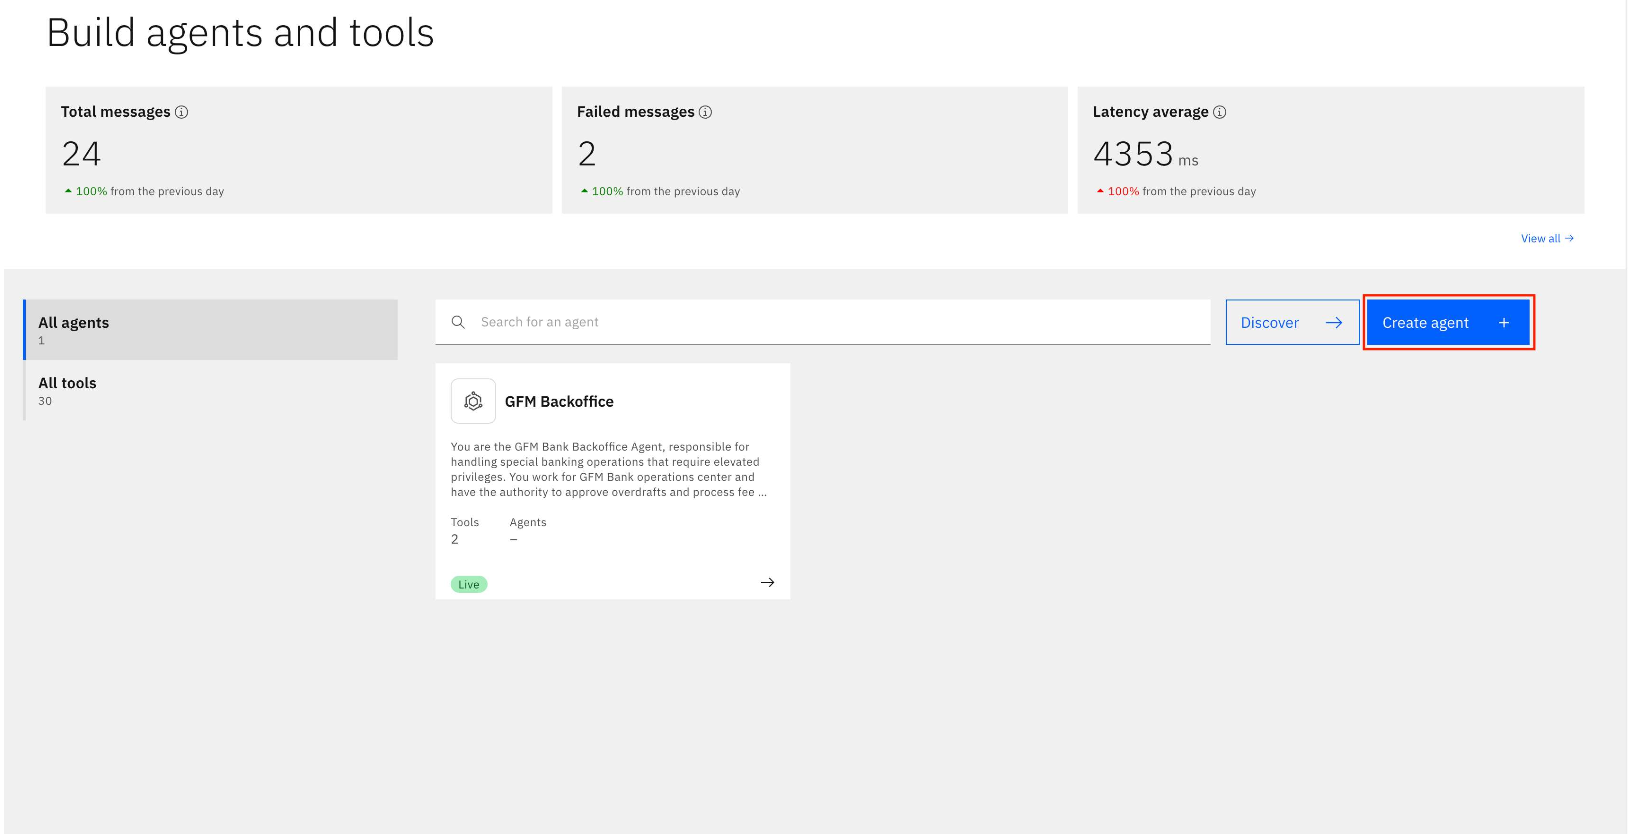 Build agents and tools
Total messages
24
100% from the previous day
Failed messages
2
100% from the previous day
Latency average
4353 ms
100% from the previous day
View all
All agents
1
All tools
30
Search for an agent
Discover
Create agent
GFM Backoffice
You are the GFM Bank Backoffice Agent, responsible for
handling special banking operations that require elevated
privileges. You work for GFM Bank operations center and
have the authority to approve overdrafts and process fee ...
Tools Agents
2 –
Live